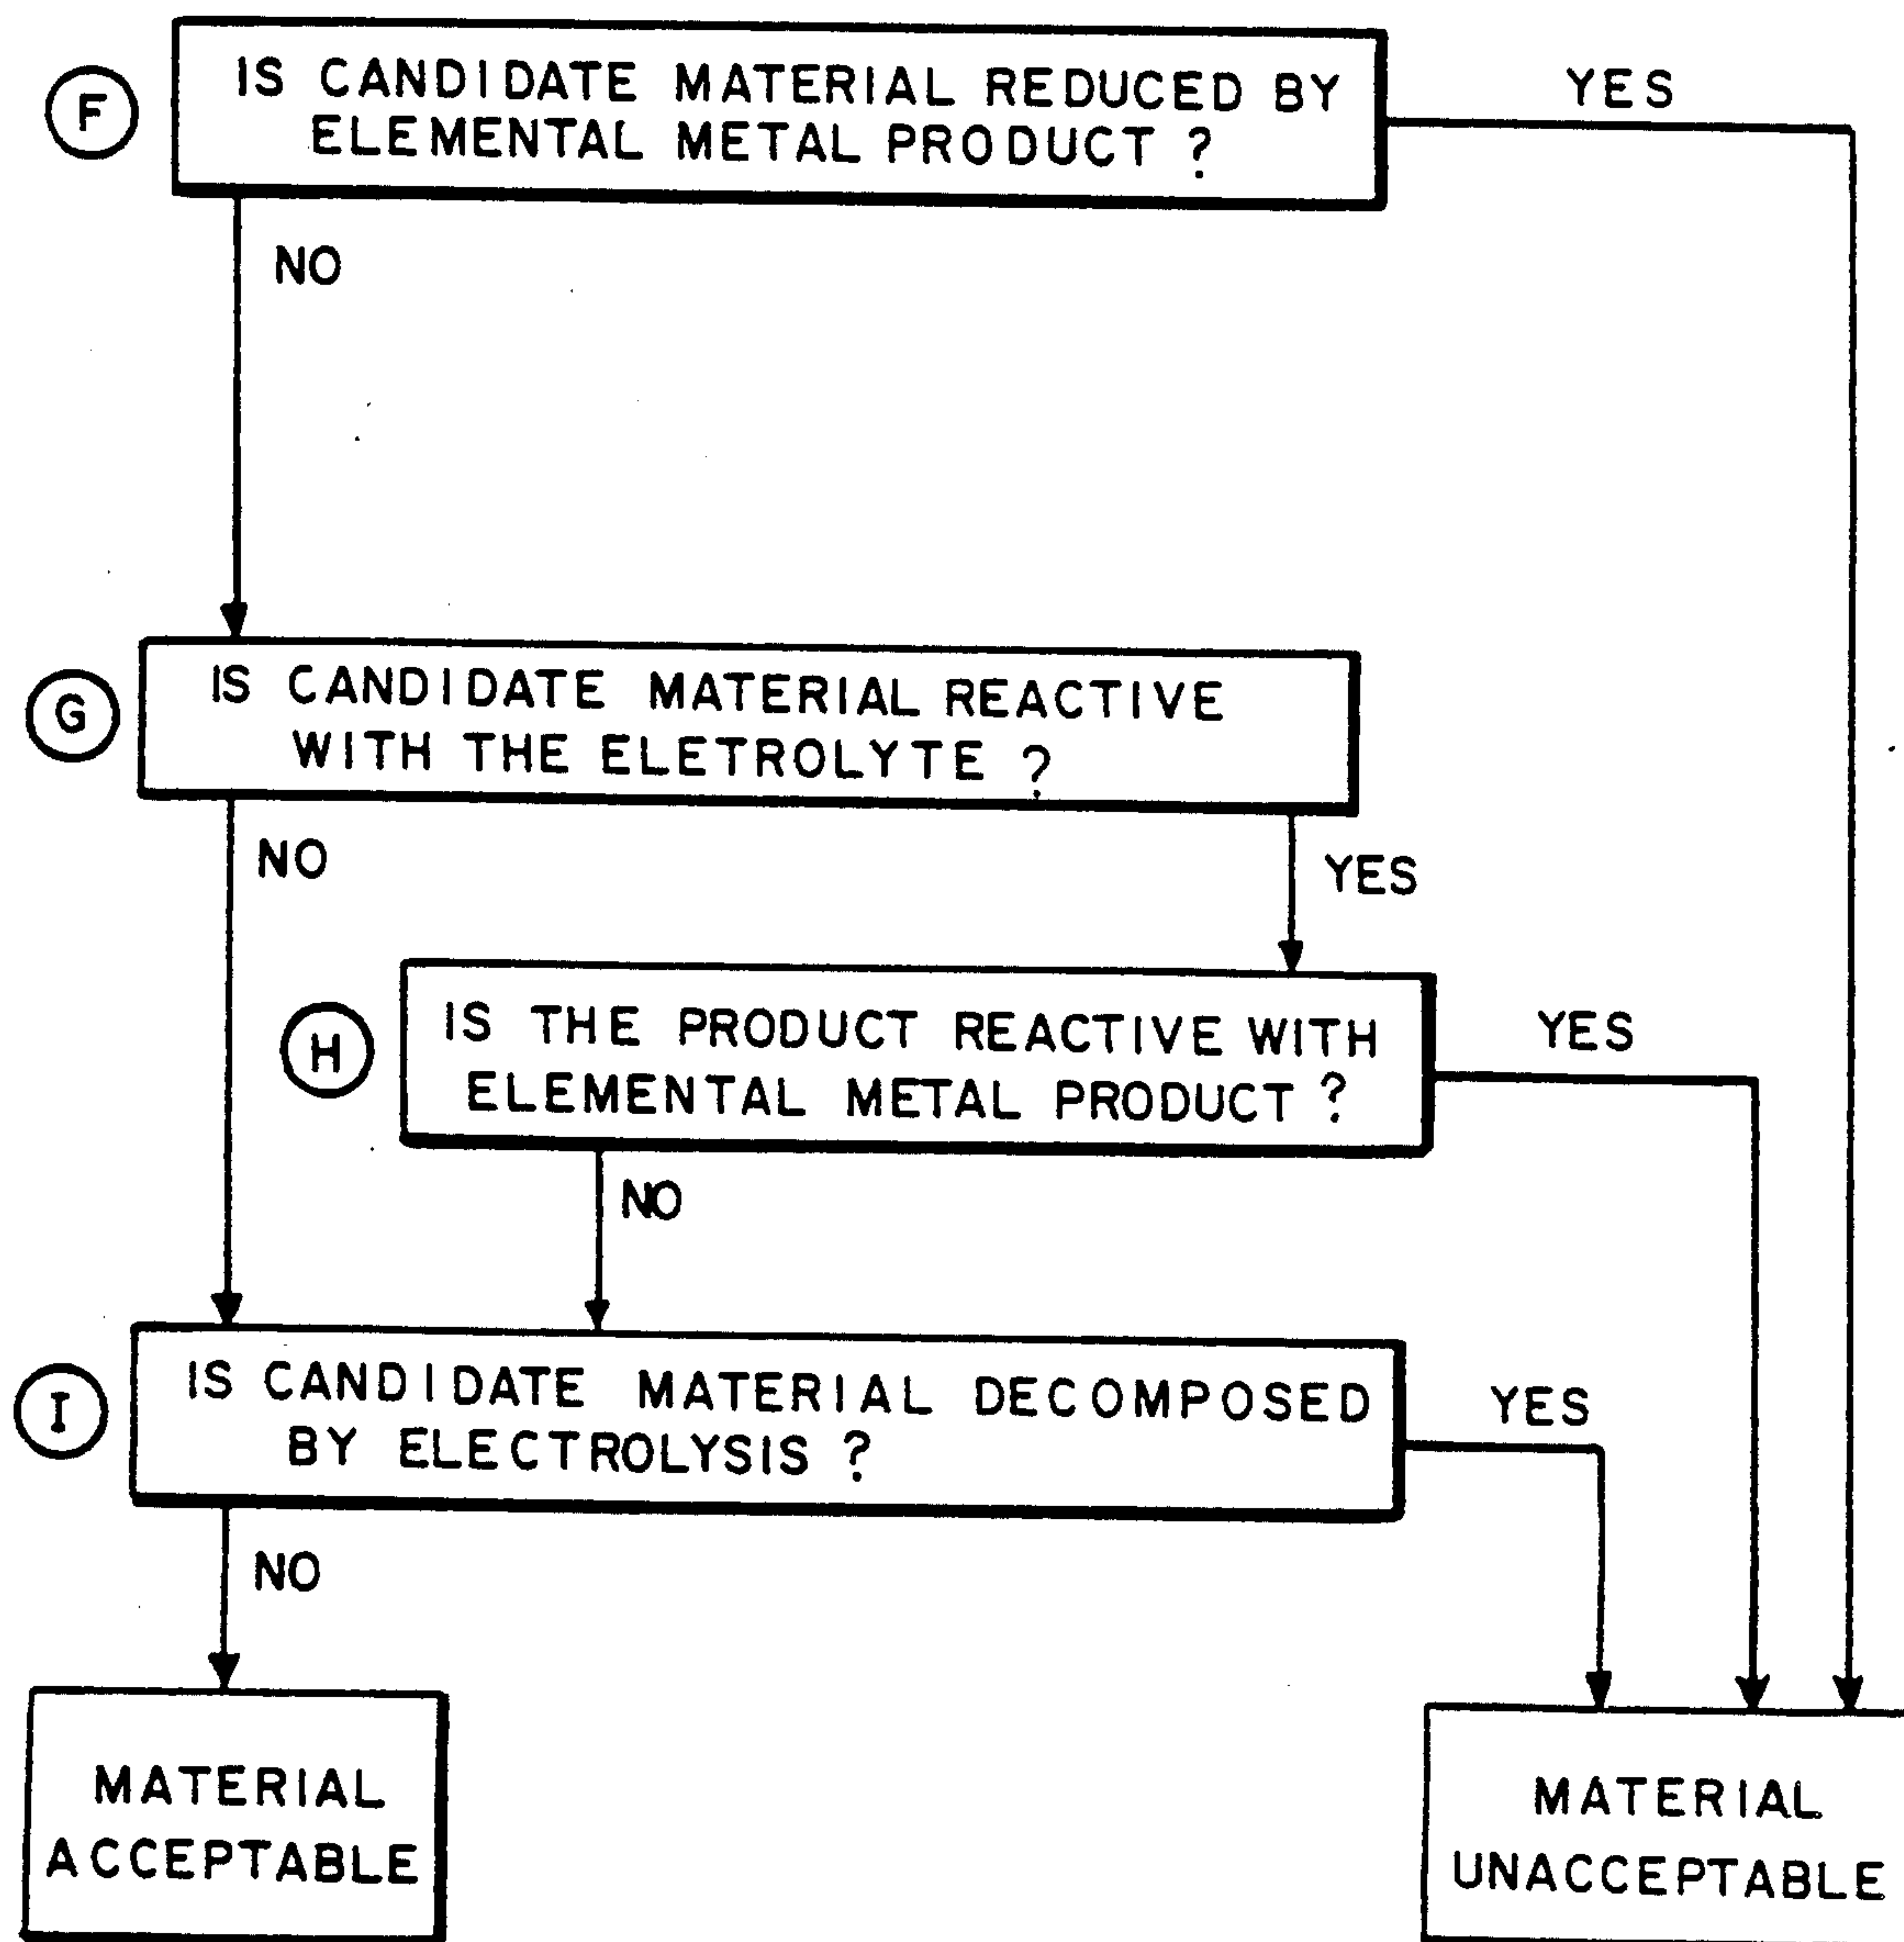 F
IS CANDIDATE MATERIAL REDUCED BY
ELEMENTAL METAL PRODUCT ?
YES
NO
G
IS CANDIDATE MATERIAL REACTIVE
WITH THE ELETROLYTE ?
NO
YES
H
IS THE PRODUCT REACTIVE WITH
ELEMENTAL METAL PRODUCT ?
YES
NO
I
IS CANDIDATE MATERIAL DECOMPOSED
BY ELECTROLYSIS ?
YES
NO
MATERIAL
ACCEPTABLE
MATERIAL
UNACCEPTABLE